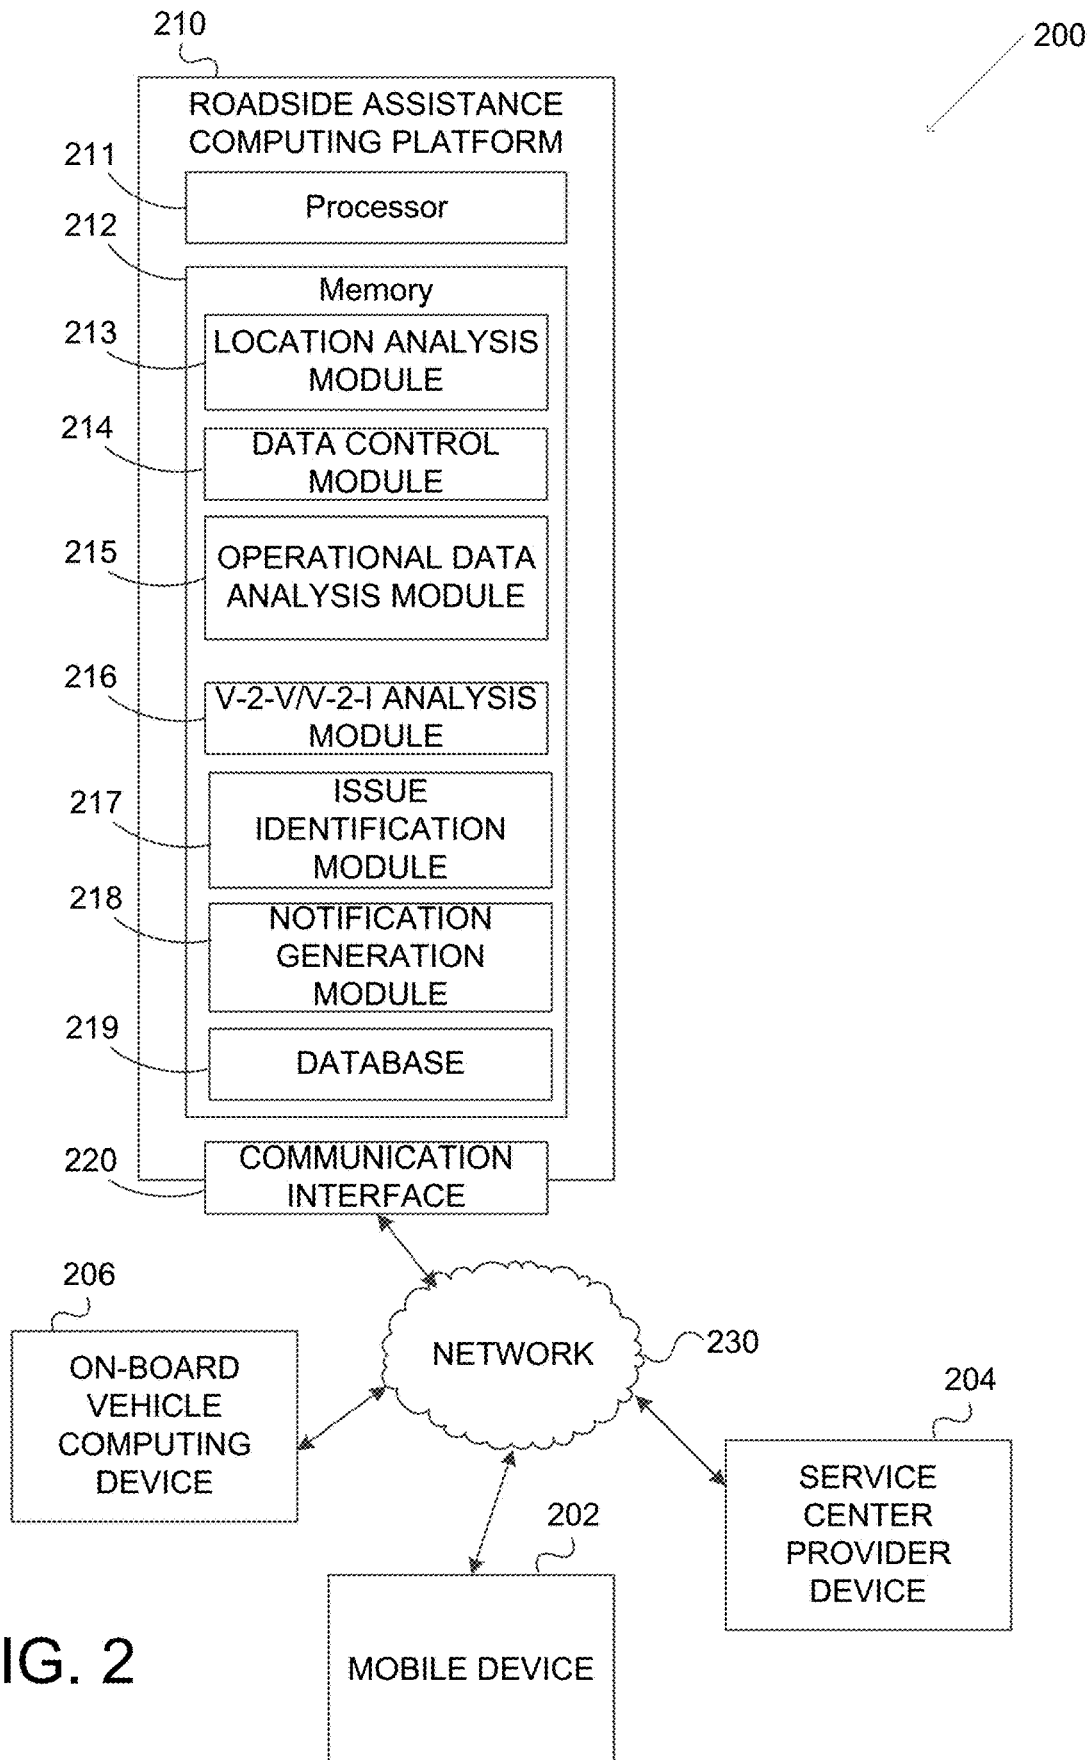 210
200
ROADSIDE ASSISTANCE
COMPUTING PLATFORM
211
Processor
212
Memory
213
LOCATION ANALYSIS
MODULE
214
DATA CONTROL
MODULE
215
OPERATIONAL DATA
ANALYSIS MODULE
216
V-2-V/V-2-I ANALYSIS
MODULE
217
ISSUE
IDENTIFICATION
MODULE
218
NOTIFICATION
GENERATION
MODULE
219
DATABASE
220
COMMUNICATION
INTERFACE
206
ON-BOARD
VEHICLE
COMPUTING
DEVICE
NETWORK
230
204
SERVICE
CENTER
PROVIDER
DEVICE
202
MOBILE DEVICE
IG. 2